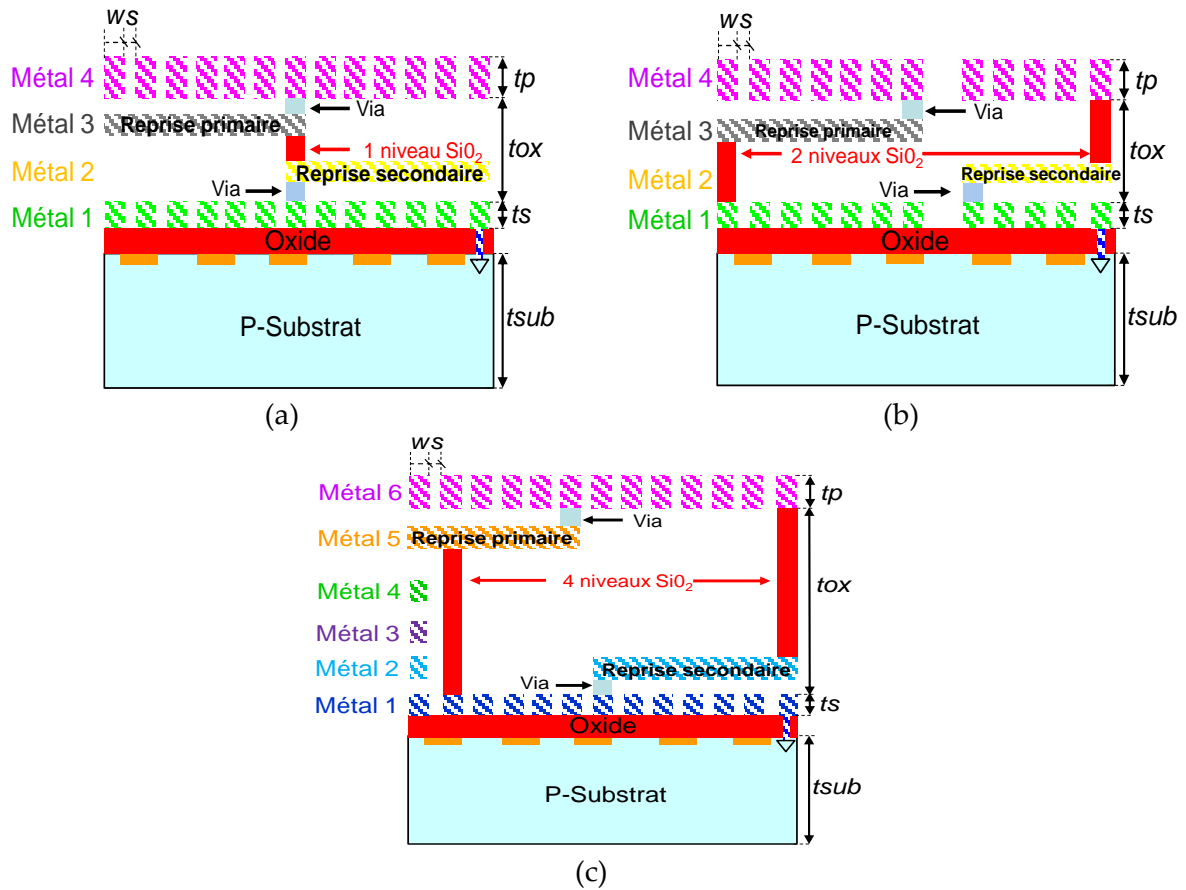 w s
Métal 4
tp
Via
Métal 3
Reprise primaire
1 niveau Si0₂
tox
Métal 2
Reprise secondaire
Via
Métal 1
ts
Oxide
P-Substrat
tsub
(a)
w s
Métal 4
tp
Via
Métal 3
Reprise primaire
2 niveaux Si0₂
tox
Métal 2
Via
Reprise secondaire
Métal 1
ts
Oxide
P-Substrat
tsub
(b)
w s
Métal 6
tp
Via
Métal 5
Reprise primaire
4 niveaux Si0₂
tox
Métal 4
Métal 3
Métal 2
Reprise secondaire
Via
Métal 1
ts
Oxide
P-Substrat
tsub
(c)